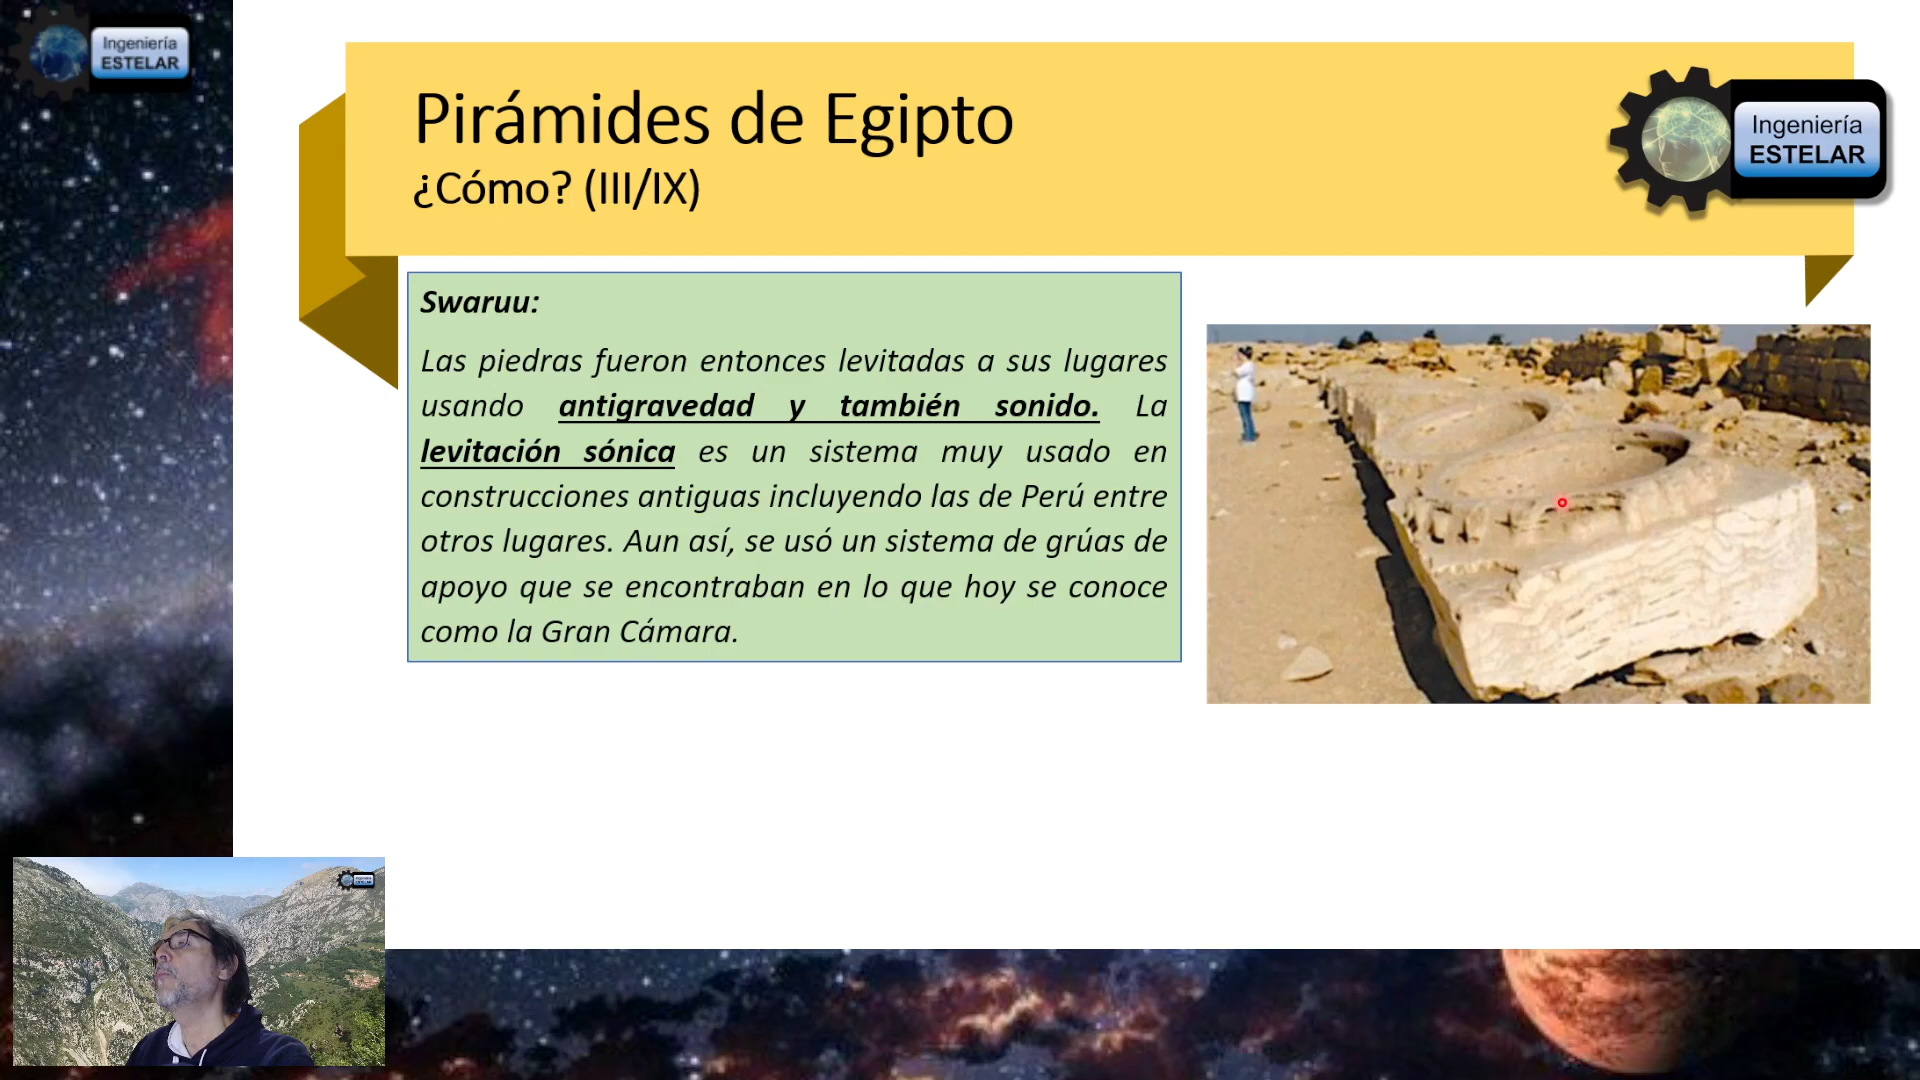 Ingeniería
ESTELAR
Pirámides de Egipto
¿Cómo? (III/IX)
Ingeniería
ESTELAR
Swaruu:
Las piedras fueron entonces levitadas a sus lugares
usando antigravedad y también sonido. La
levitación sónica es un sistema muy usado en
construcciones antiguas incluyendo las de Perú entre
otros lugares. Aun así, se usó un sistema de grúas de
apoyo que se encontraban en lo que hoy se conoce
como la Gran Cámara.